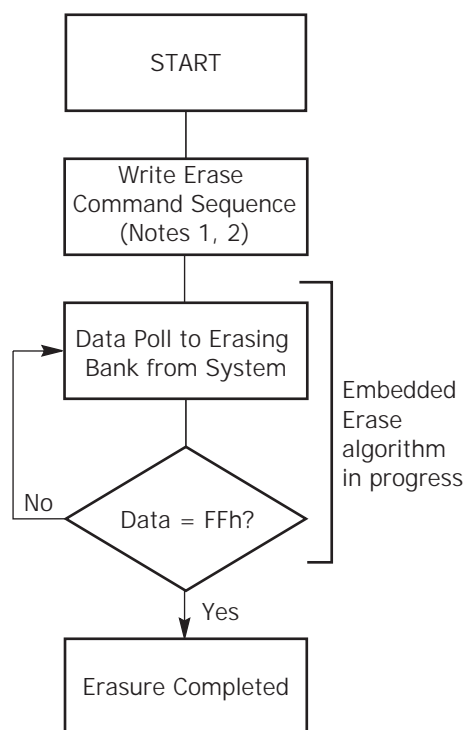 START
Write Erase
Command Sequence
(Notes 1, 2)
Data Poll to Erasing
Bank from System
Embedded
Erase
algorithm
in progress
No
Data = FFh?
Yes
Erasure Completed